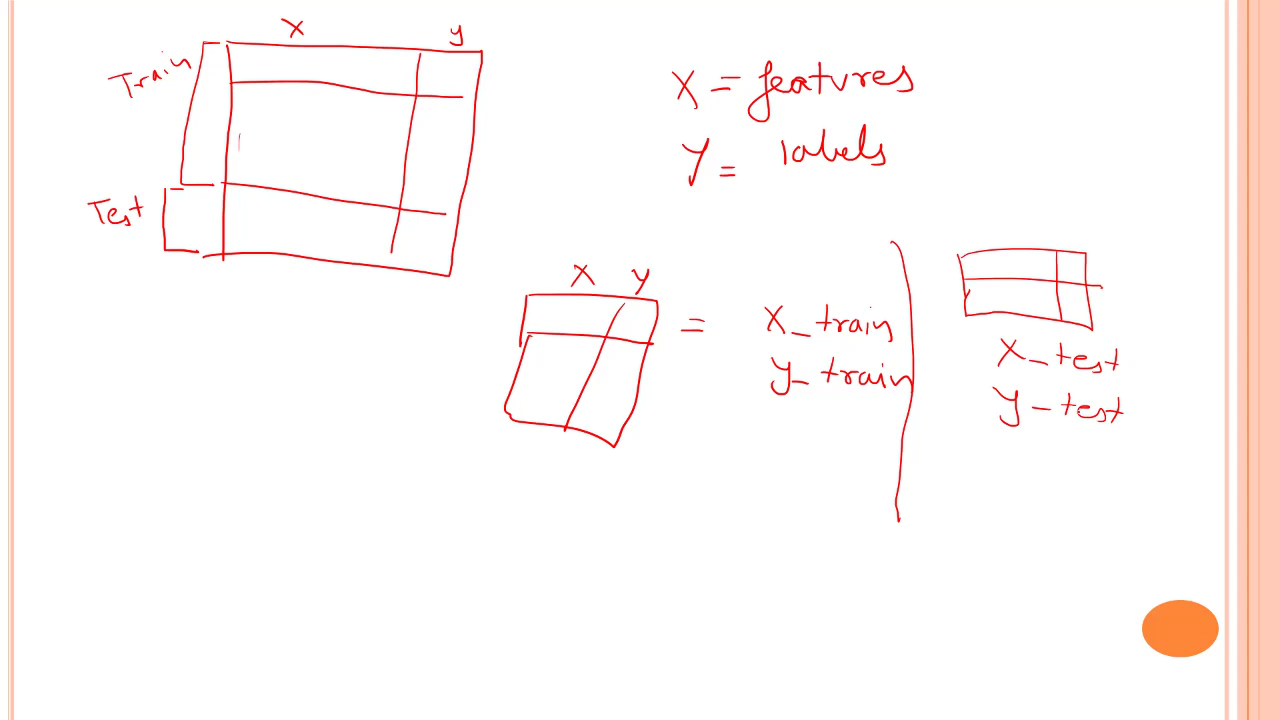 X y
Train
Test
X = features
Y = labels
X Y
= X_train
y_train
X_test
y_test